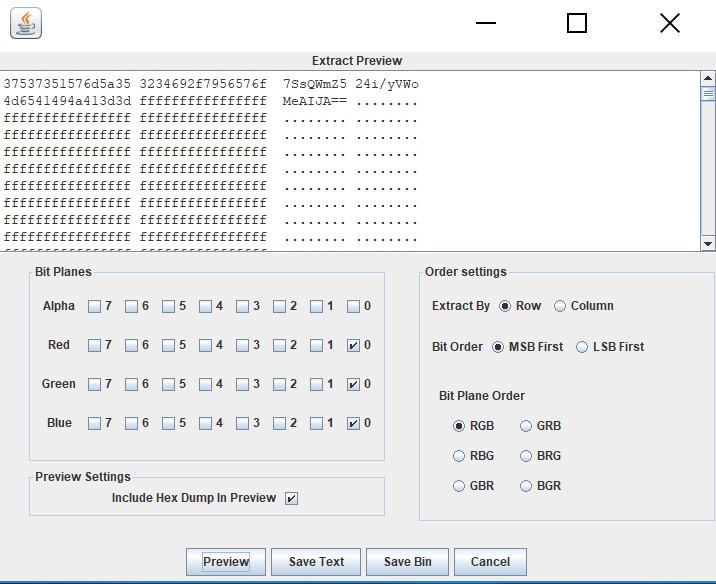 Extract Preview
37537351576d5a35 3234692f7956576f 7SsQWmZ5 24i/yVWo
4d6541494a413d3d ffffffffffffffff MeAIJA== ........
ffffffffffffffff ffffffffffffffff ........ ........
ffffffffffffffff ffffffffffffffff ........ ........
ffffffffffffffff ffffffffffffffff ........ ........
ffffffffffffffff ffffffffffffffff ........ ........
ffffffffffffffff ffffffffffffffff ........ ........
ffffffffffffffff ffffffffffffffff ........ ........
ffffffffffffffff ffffffffffffffff ........ ........
ffffffffffffffff ffffffffffffffff ........ ........
Bit Planes
Alpha 7 6 5 4 3 2 1 0
Red 7 6 5 4 3 2 1 0
Green 7 6 5 4 3 2 1 0
Blue 7 6 5 4 3 2 1 0
Preview Settings
Include Hex Dump In Preview
Order settings
Extract By Row Column
Bit Order MSB First LSB First
Bit Plane Order
RGB GRB
RBG BRG
GBR BGR
Preview Save Text Save Bin Cancel